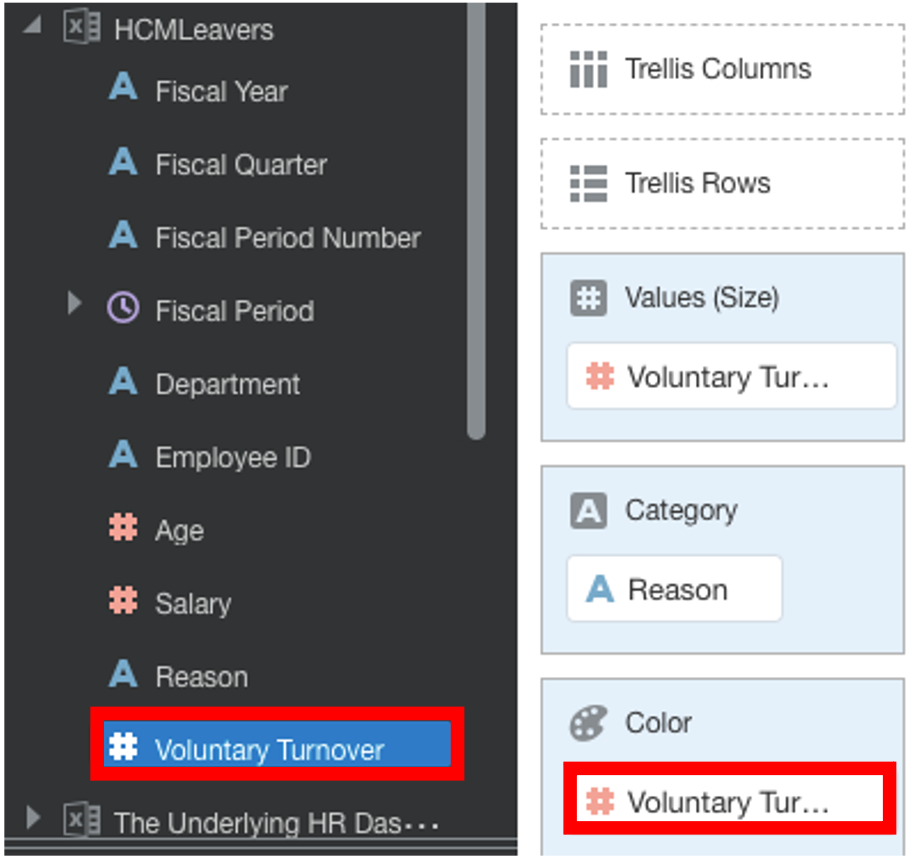 HCMLeavers
Fiscal Year
Fiscal Quarter
Fiscal Period Number
Fiscal Period
Department
Employee ID
Age
Salary
Reason
Voluntary Turnover
The Underlying HR Das...
Trellis Columns
Trellis Rows
Values (Size)
Voluntary Tur...
Category
Reason
Color
Voluntary Tur...